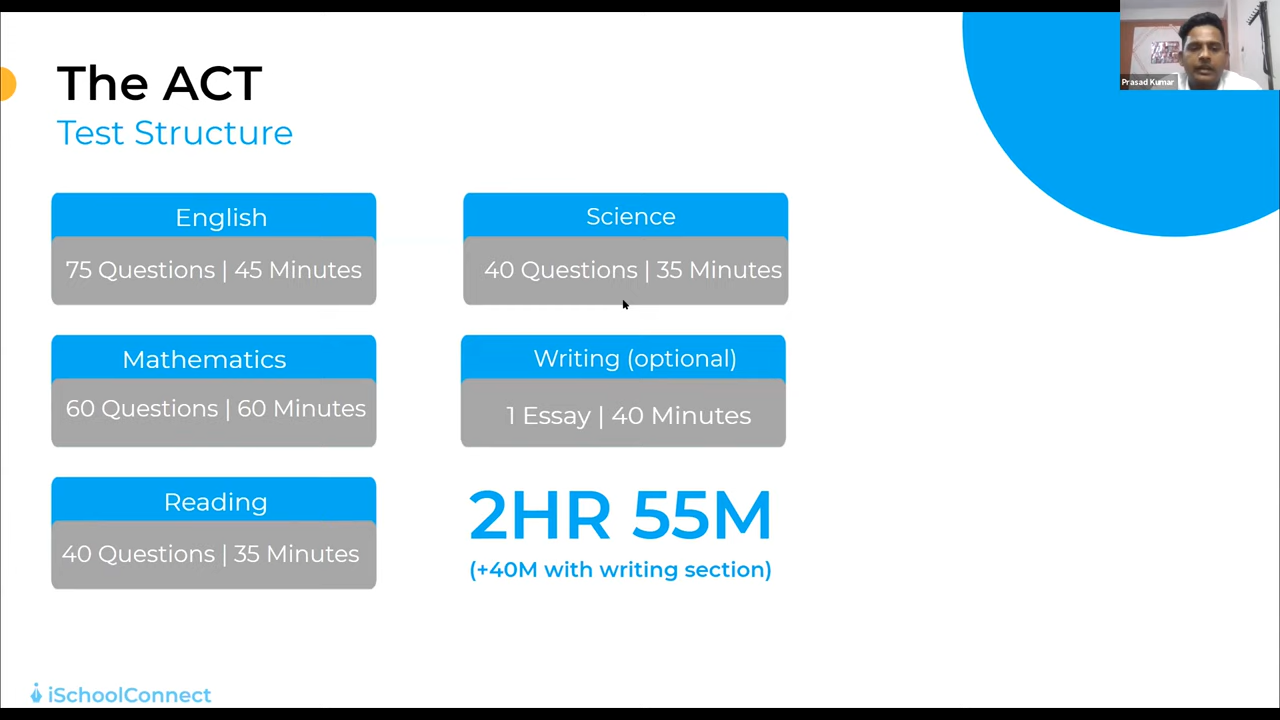 The ACT
Test Structure
English
75 Questions | 45 Minutes
Mathematics
60 Questions | 60 Minutes
Reading
40 Questions | 35 Minutes
Science
40 Questions | 35 Minutes
Writing (optional)
1 Essay | 40 Minutes
2HR 55M
(+40M with writing section)
iSchoolConnect
Prasad Kumar